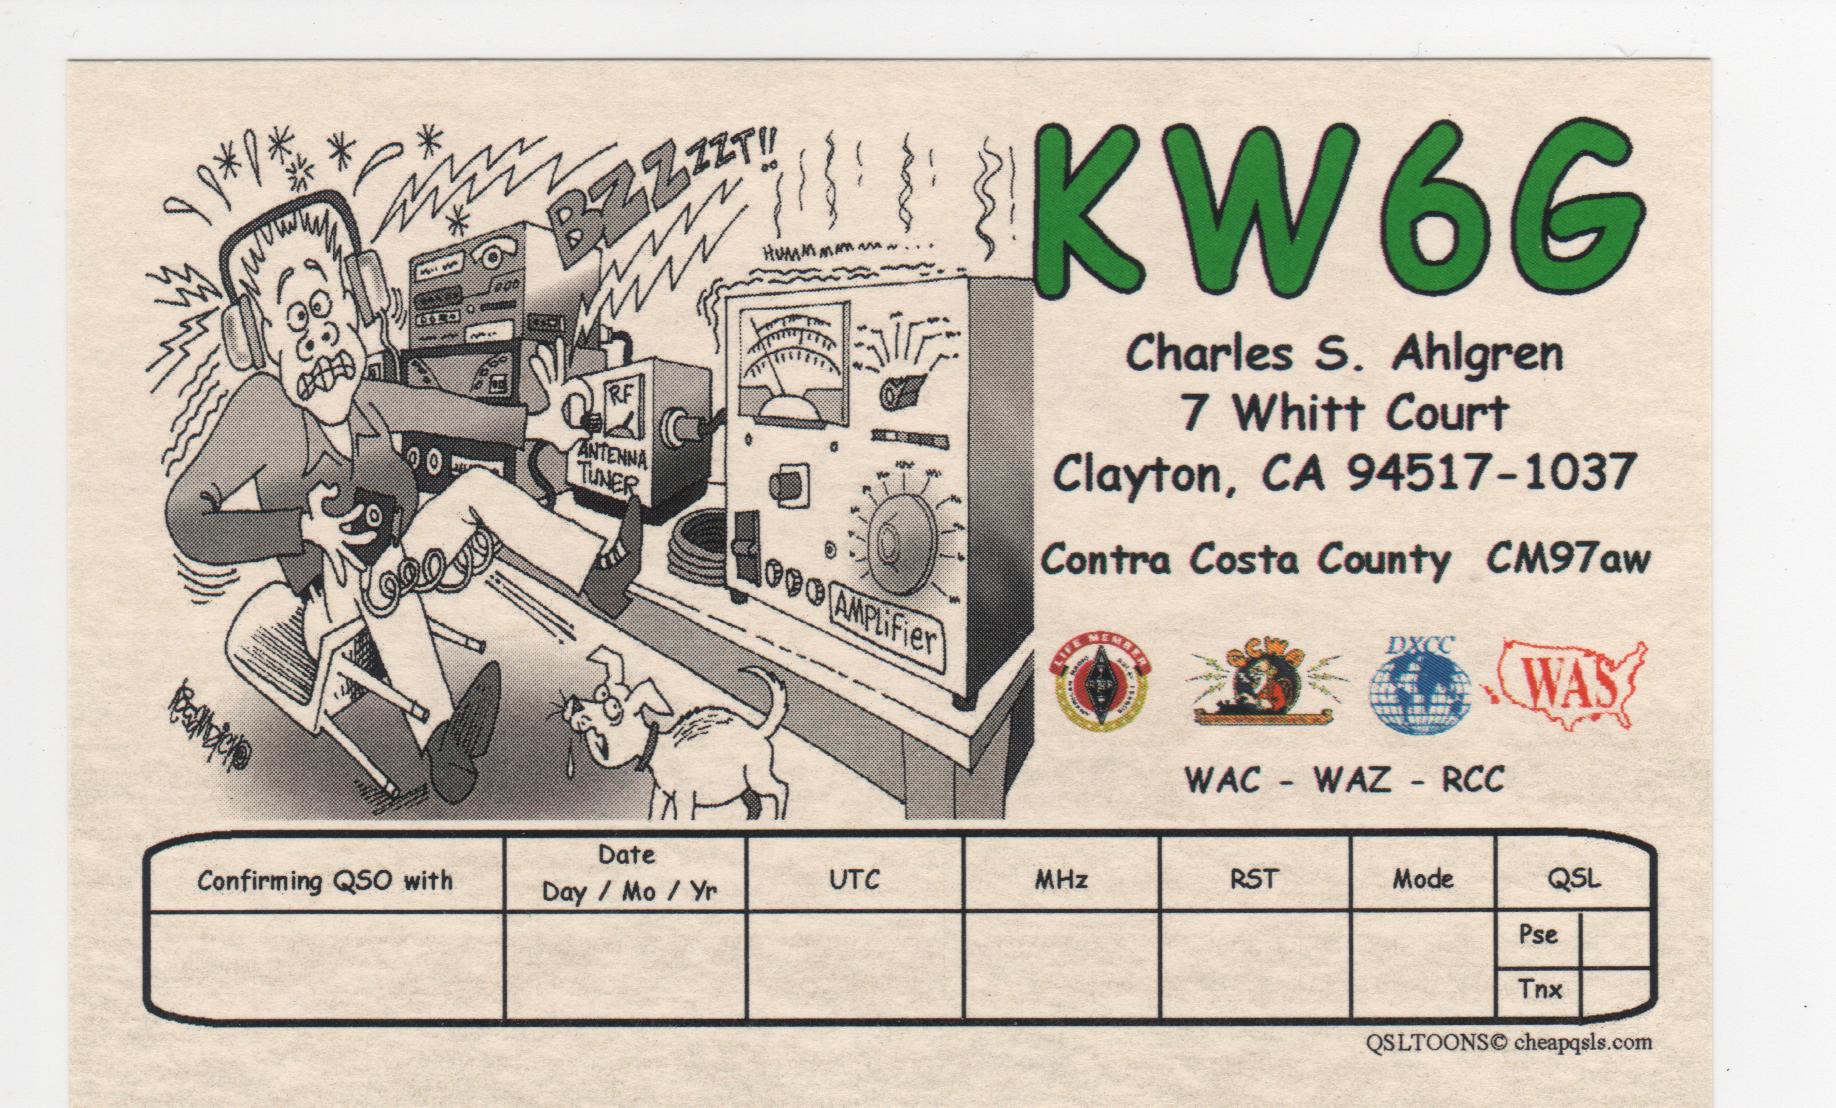 BZZZZZT!!
HUMMMMMMM...
KW6G
RF
ANTENNA
TUNER
AMPLiFier
Charles S. Ahlgren
7 Whitt Court
Clayton, CA 94517-1037
Contra Costa County CM97aw
LIFE MEMBER
DXCC
WAS
WAC - WAZ - RCC
Confirming QSO with
Date
Day / Mo / Yr
UTC
MHz
RST
Mode
QSL
Pse
Tnx
QSLTOONS© cheapqsls.com